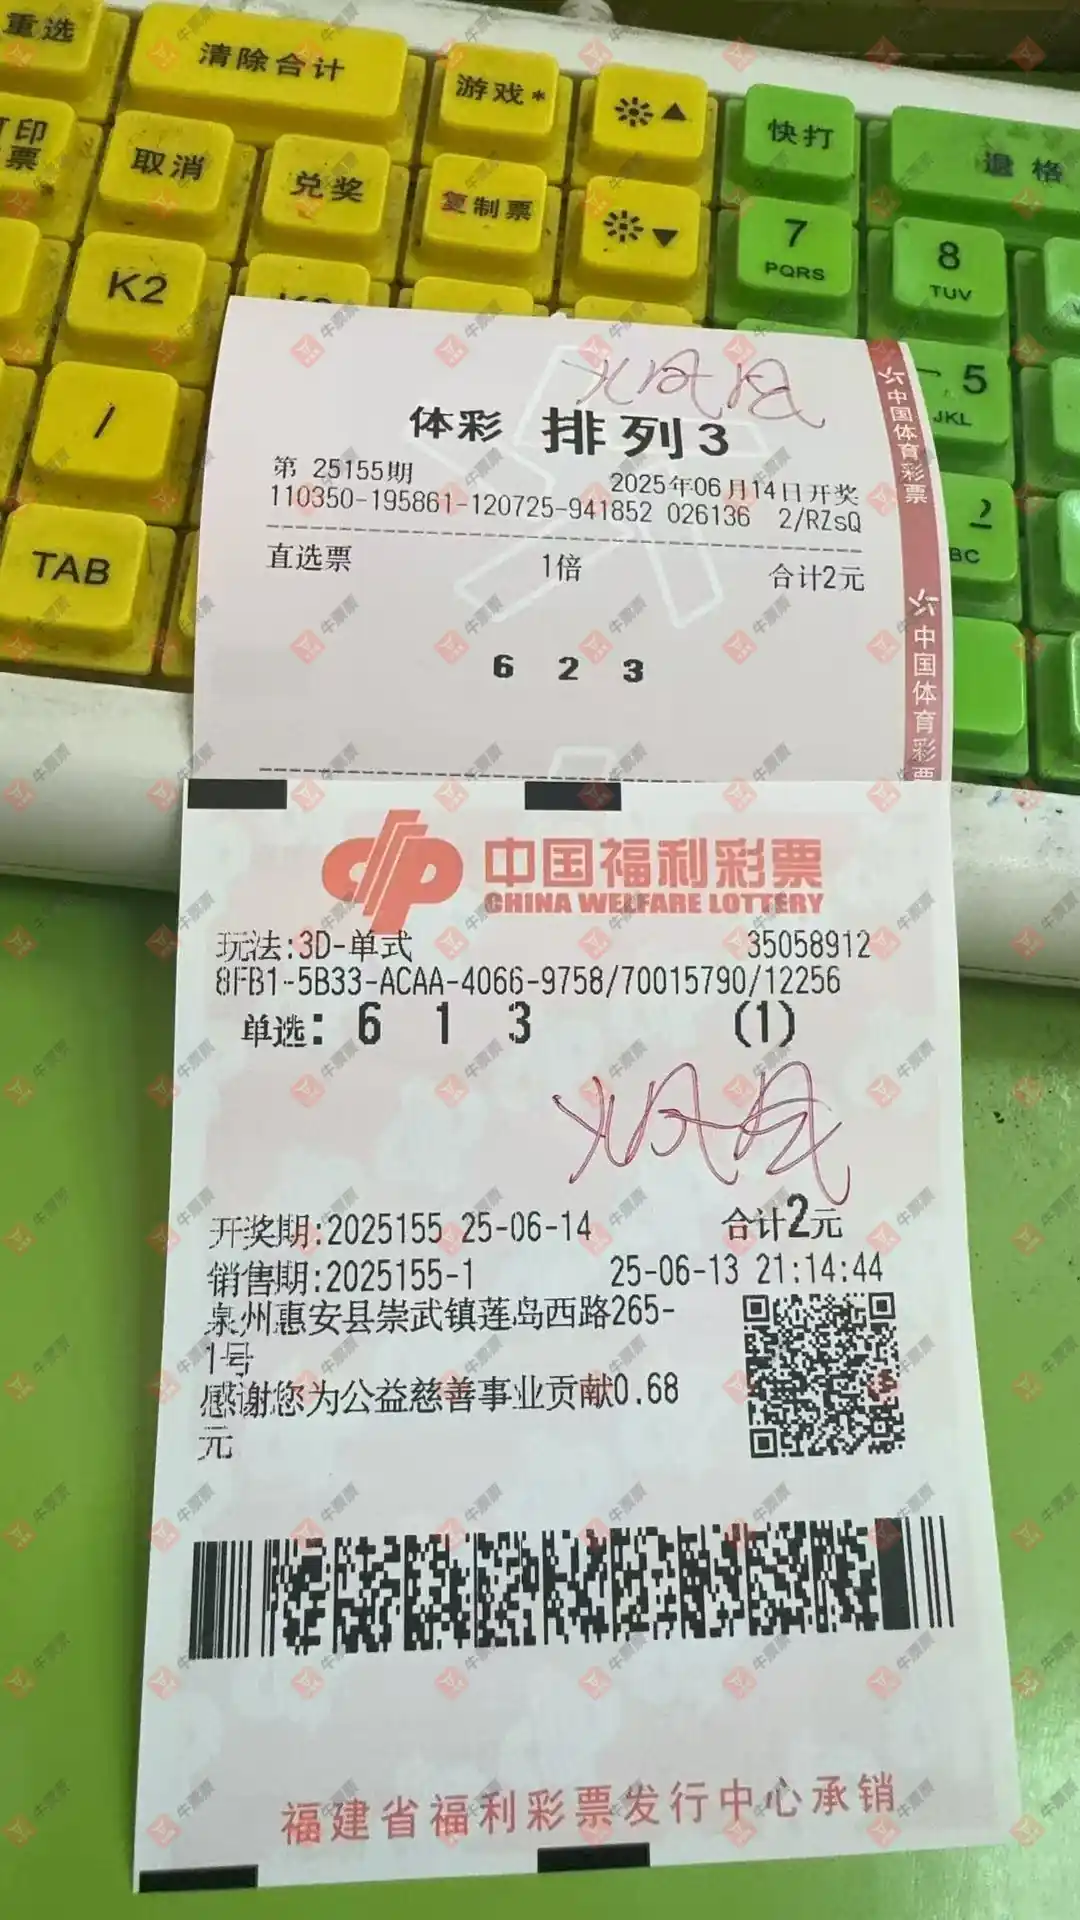 重选
清除合计
游戏*
快打
退格
打印票
取消
兑奖
复制票
7
PQRS
8
TUV
K2
/
5
JKL
TAB
2
体彩 排列3
第 25155期 2025年06月14日开奖
110350-195861-120725-941852 026136 2/RZsQ
直选票 1倍 合计2元
6 2 3
中国体育彩票
中国体育彩票
中国福利彩票
CHINA WELFARE LOTTERY
玩法:3D-单式 35058912
8FB1-5B33-ACAA-4066-9758/70015790/12256
单选: 6 1 3 (1)
开奖期:2025155 25-06-14 合计2元
销售期:2025155-1 25-06-13 21:14:44
泉州惠安县崇武镇莲岛西路265-
1号
感谢您为公益慈善事业贡献0.68
元
福建省福利彩票发行中心承销
牛票票